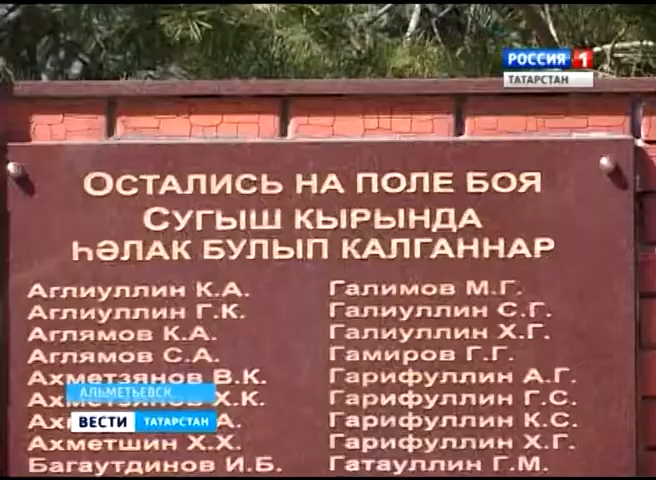 РОССИЯ 1
ТАТАРСТАН
ОСТАЛИСЬ НА ПОЛЕ БОЯ
СУГЫШ КЫРЫНДА
ҺӘЛАК БУЛЫП КАЛГАННАР
АГЛИУЛЛИН К.А.
АГЛИУЛЛИН Г.К.
АГЛЯМОВ К.А.
АГЛЯМОВ С.А.
АХМЕТЗЯНОВ В.К.
АХМЕТЗЯНОВ Х.К.
А.
АХМЕТШИН Х.Х.
БАГАУТДИНОВ И.Б.
ГАЛИМОВ М.Г.
ГАЛИУЛЛИН С.Г.
ГАЛИУЛЛИН Х.Г.
ГАМИРОВ Г.Г.
ГАРИФУЛЛИН А.Г.
ГАРИФУЛЛИН Г.С.
ГАРИФУЛЛИН К.С.
ГАРИФУЛЛИН Х.Г.
ГАТАУЛЛИН Г.М.
АЛЬМЕТЬЕВСК
ВЕСТИ ТАТАРСТАН